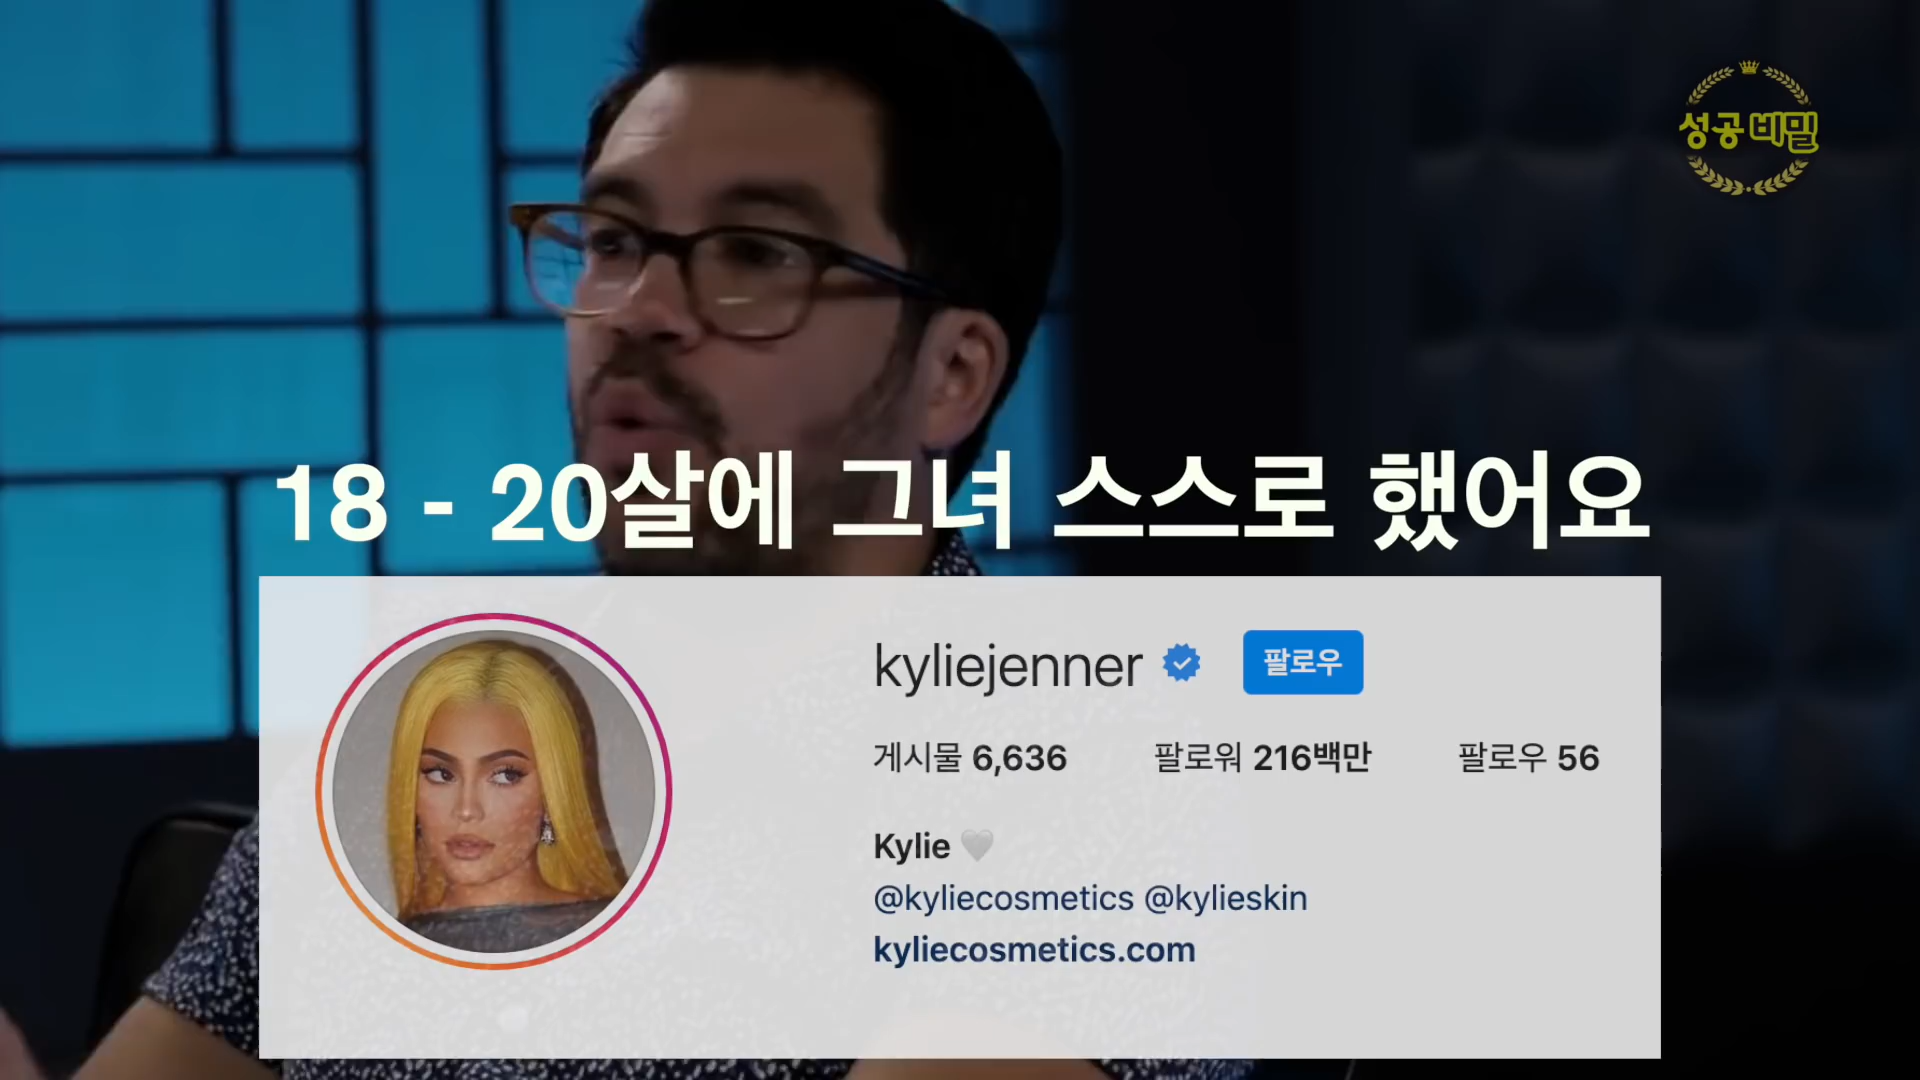 성공비밀
18 - 20살에 그녀 스스로 했어요
kyliejenner 팔로우
게시물 6,636 팔로워 216백만 팔로우 56
Kylie 🤍
@kyliecosmetics @kylieskin
kyliecosmetics.com